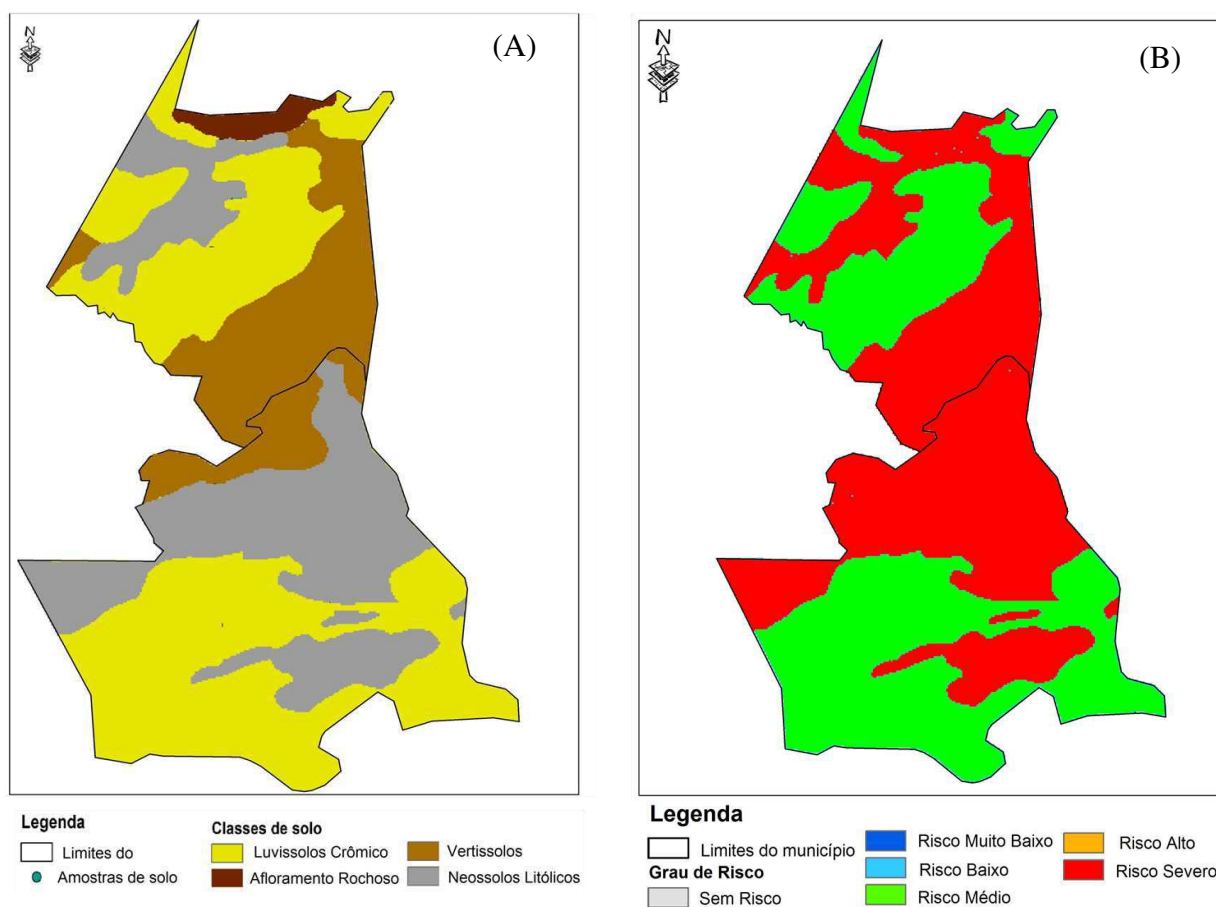 (A)
N
(B)
N
Legenda
Limites do
Amostras de solo
Classes de solo
Luvissolos Crômico
Vertissolos
Afloramento Rochoso
Neossolos Litólicos
Legenda
Limites do município
Grau de Risco
Sem Risco
Risco Muito Baixo
Risco Baixo
Risco Médio
Risco Alto
Risco Severo